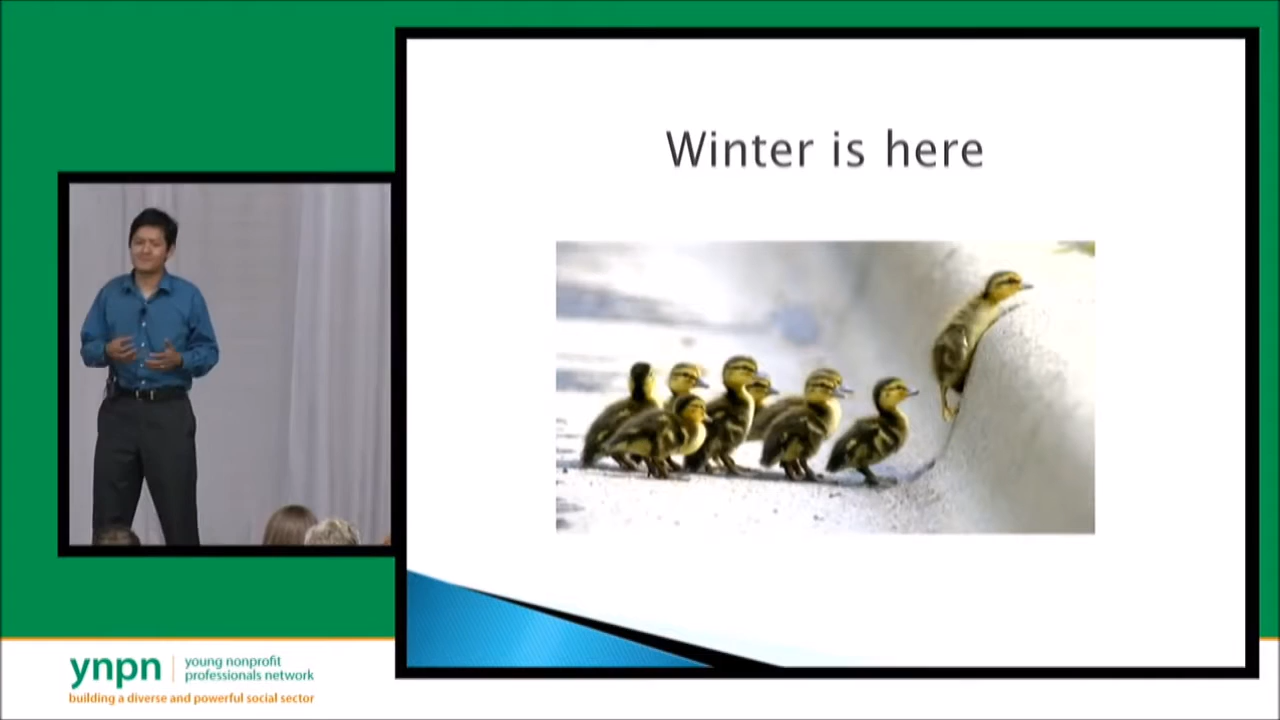 Winter is here
ynpn
young nonprofit
professionals network
building a diverse and powerful social sector